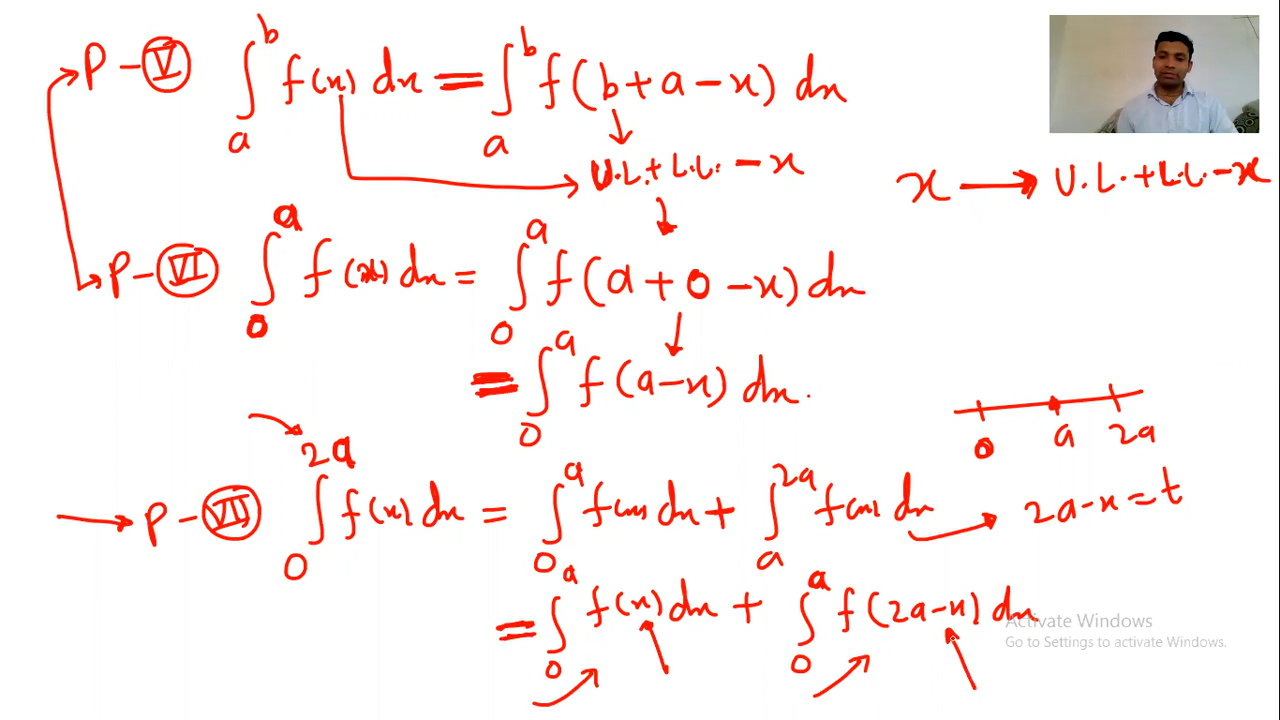 P - V ∫_a^b f(x) dx = ∫_a^b f(b+a-x) dx
U.L. + L.L. - x
x → U.L. + L.L. - x
P - VI ∫_0^a f(x) dx = ∫_0^a f(a+0-x) dx
= ∫_0^a f(a-x) dx.
0 a 2a
P - VII ∫_0^{2a} f(x) dx = ∫_0^a f(x) dx + ∫_a^{2a} f(x) dx → 2a-x=t
= ∫_0^a f(x) dx + ∫_0^a f(2a-x) dx
Activate Windows
Go to Settings to activate Windows.